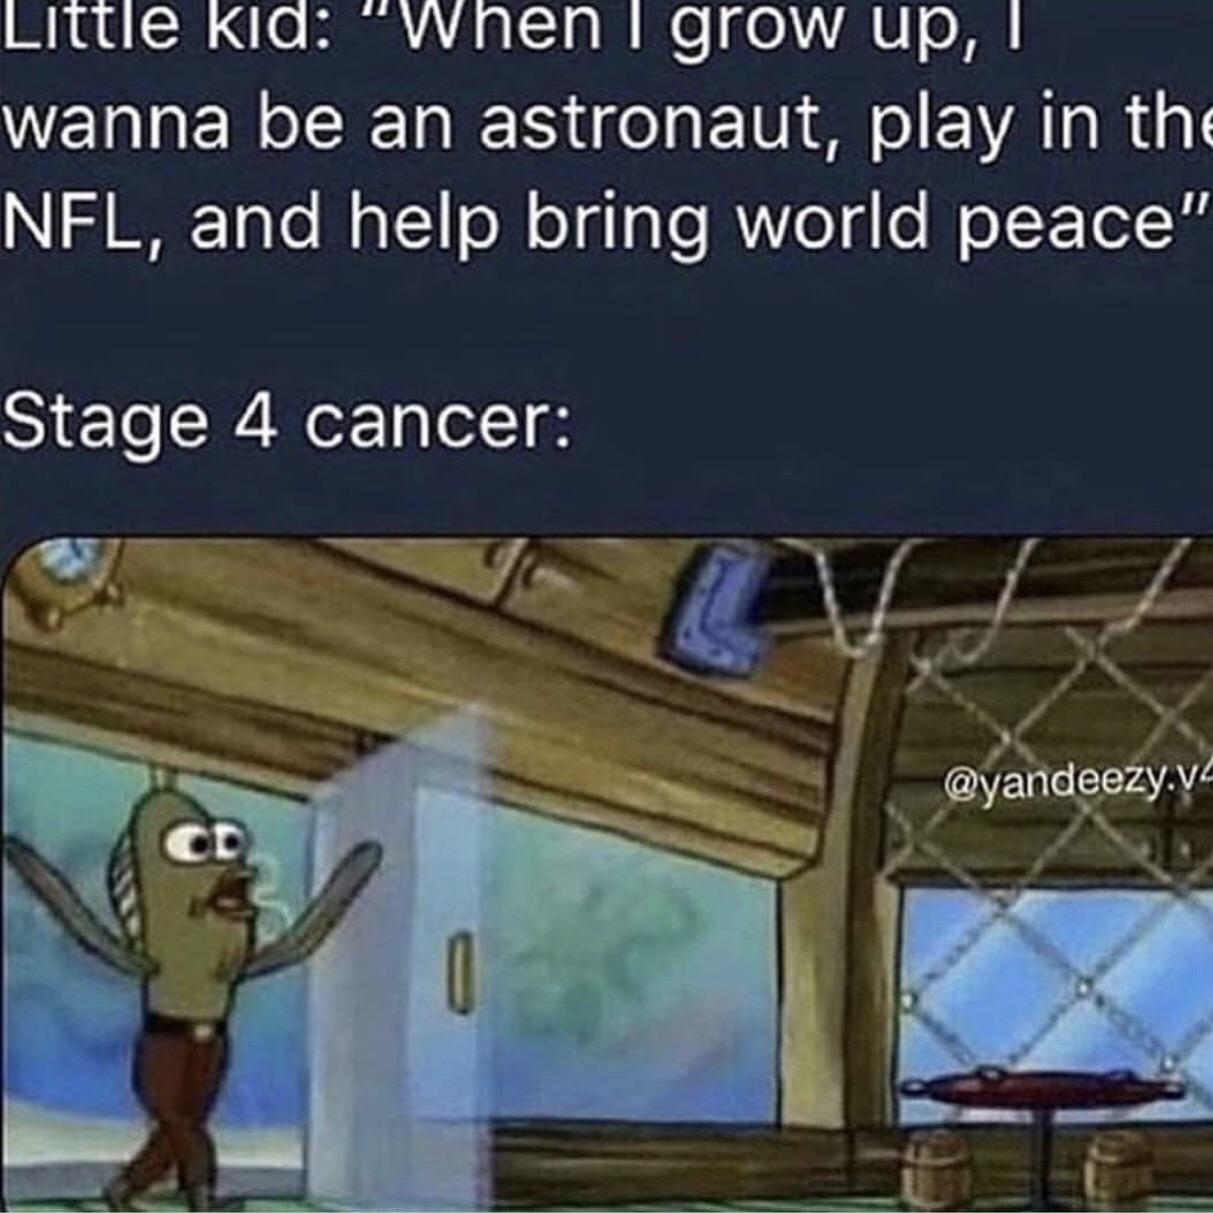 Little kid: "When I grow up, I
wanna be an astronaut, play in the
NFL, and help bring world peace"
Stage 4 cancer:
@yandeezy.v4